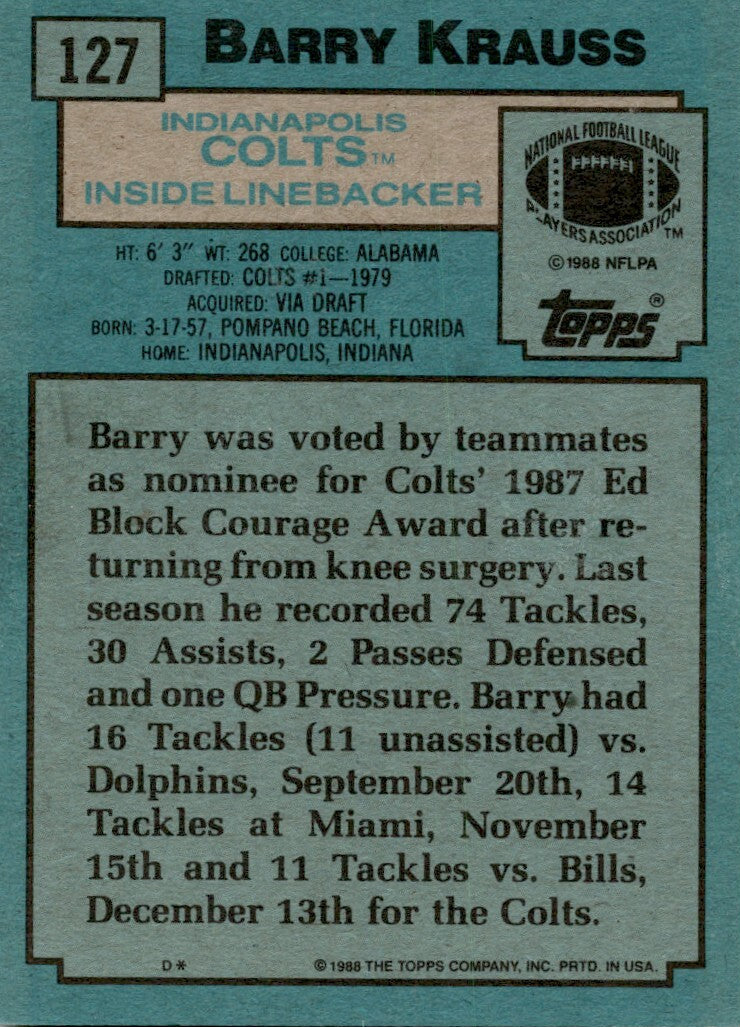 127
BARRY KRAUSS
INDIANAPOLIS
COLTS™
INSIDE LINEBACKER
NATIONAL FOOTBALL LEAGUE
PLAYERS ASSOCIATION™
©1988 NFLPA
topps®
HT: 6' 3" WT: 268 COLLEGE: ALABAMA
DRAFTED: COLTS #1—1979
ACQUIRED: VIA DRAFT
BORN: 3-17-57, POMPANO BEACH, FLORIDA
HOME: INDIANAPOLIS, INDIANA
Barry was voted by teammates
as nominee for Colts' 1987 Ed
Block Courage Award after re-
turning from knee surgery. Last
season he recorded 74 Tackles,
30 Assists, 2 Passes Defensed
and one QB Pressure. Barry had
16 Tackles (11 unassisted) vs.
Dolphins, September 20th, 14
Tackles at Miami, November
15th and 11 Tackles vs. Bills,
December 13th for the Colts.
D*
©1988 THE TOPPS COMPANY, INC. PRTD. IN USA.